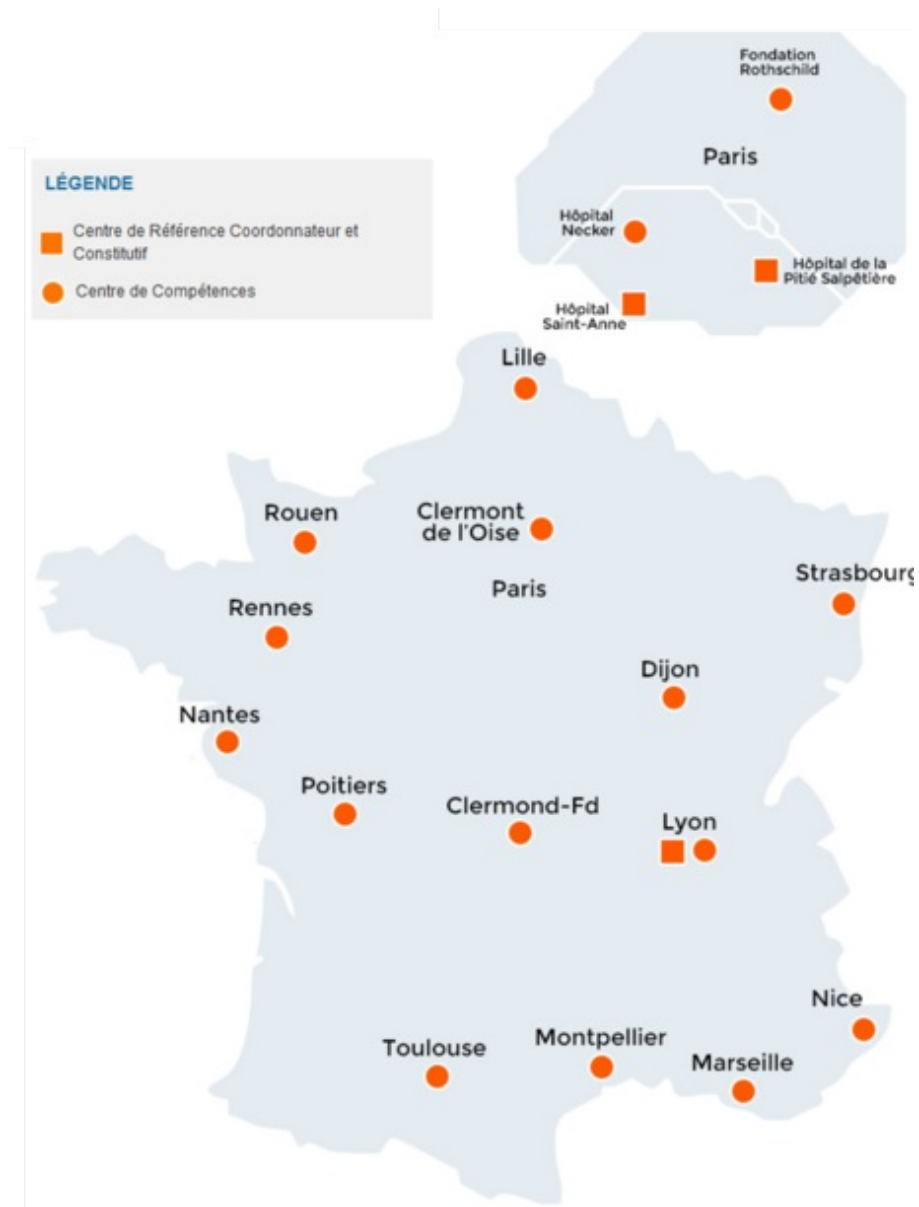 Fondation
Rothschild
Paris
LÉGENDE
Centre de Référence Coordonnateur et
Constitutif
Centre de Compétences
Hôpital
Necker
Hôpital de la
Pitié Salpêtière
Hôpital
Saint-Anne
Lille
Rouen
Clermont
de l'Oise
Paris
Strasbourg
Rennes
Dijon
Nantes
Poitiers
Clermond-Fd
Lyon
Nice
Toulouse
Montpellier
Marseille